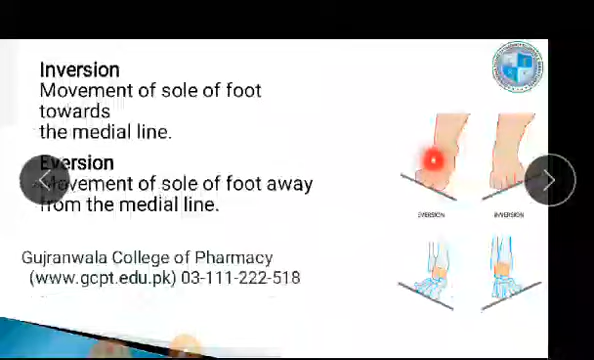 Inversion
Movement of sole of foot
towards
the medial line.
Eversion
Movement of sole of foot away
from the medial line.
EVERSION
INVERSION
Gujranwala College of Pharmacy
(www.gcpt.edu.pk) 03-111-222-518